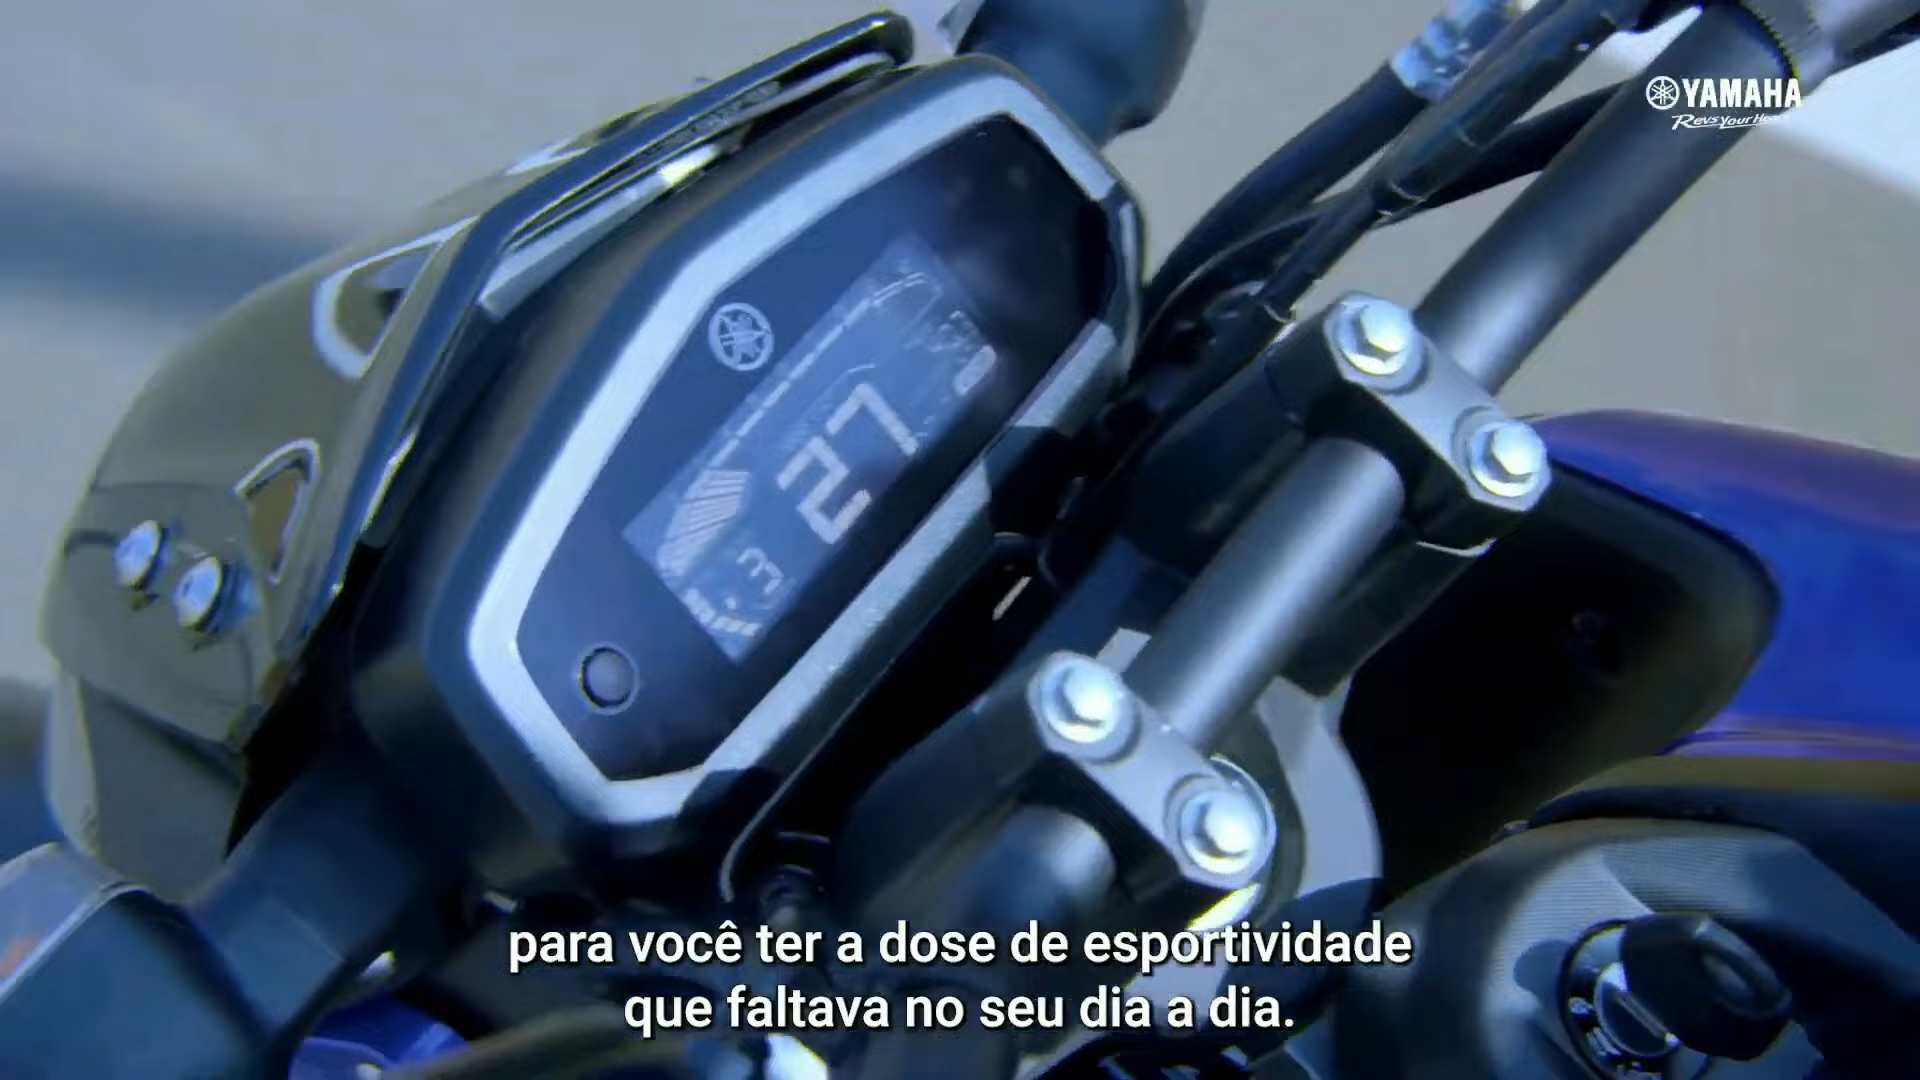 YAMAHA
Revs Your Heart
27
3
para você ter a dose de esportividade
que faltava no seu dia a dia.